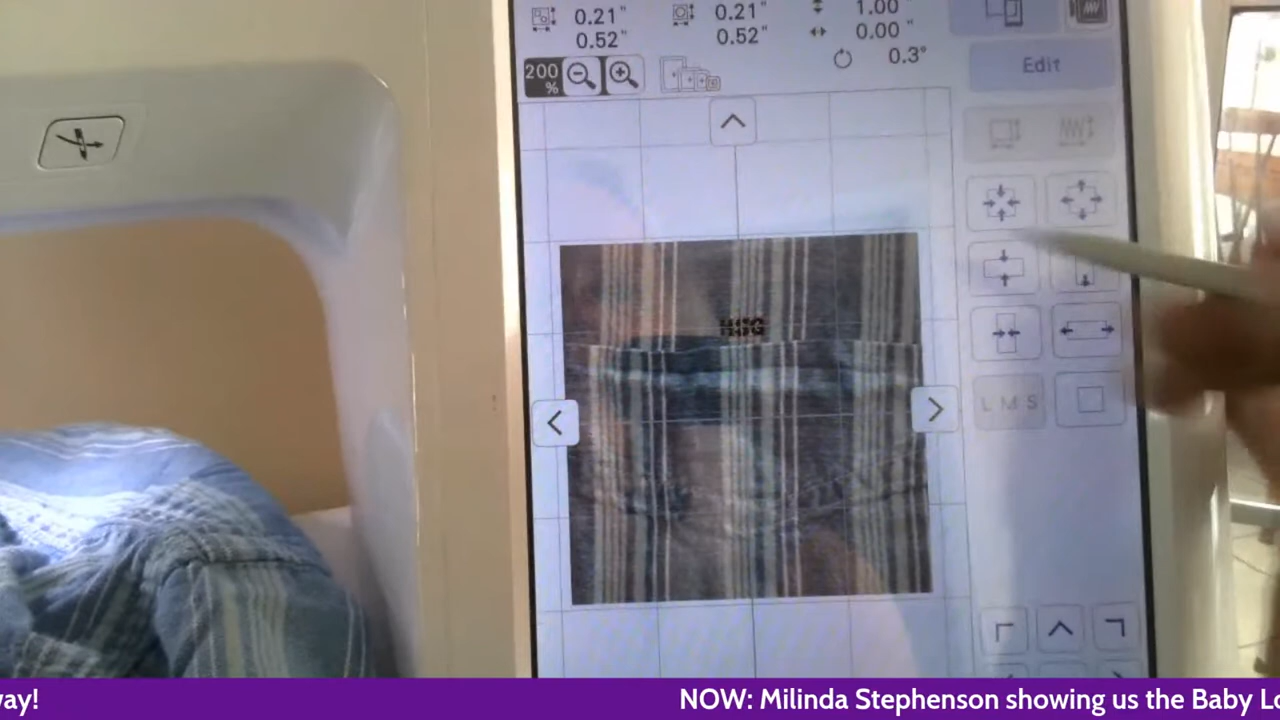 0.21"
0.52"
0.21"
0.52"
1.00"
0.00"
0.3°
200
%
Edit
L M S
way!
NOW: Milinda Stephenson showing us the Baby Lo